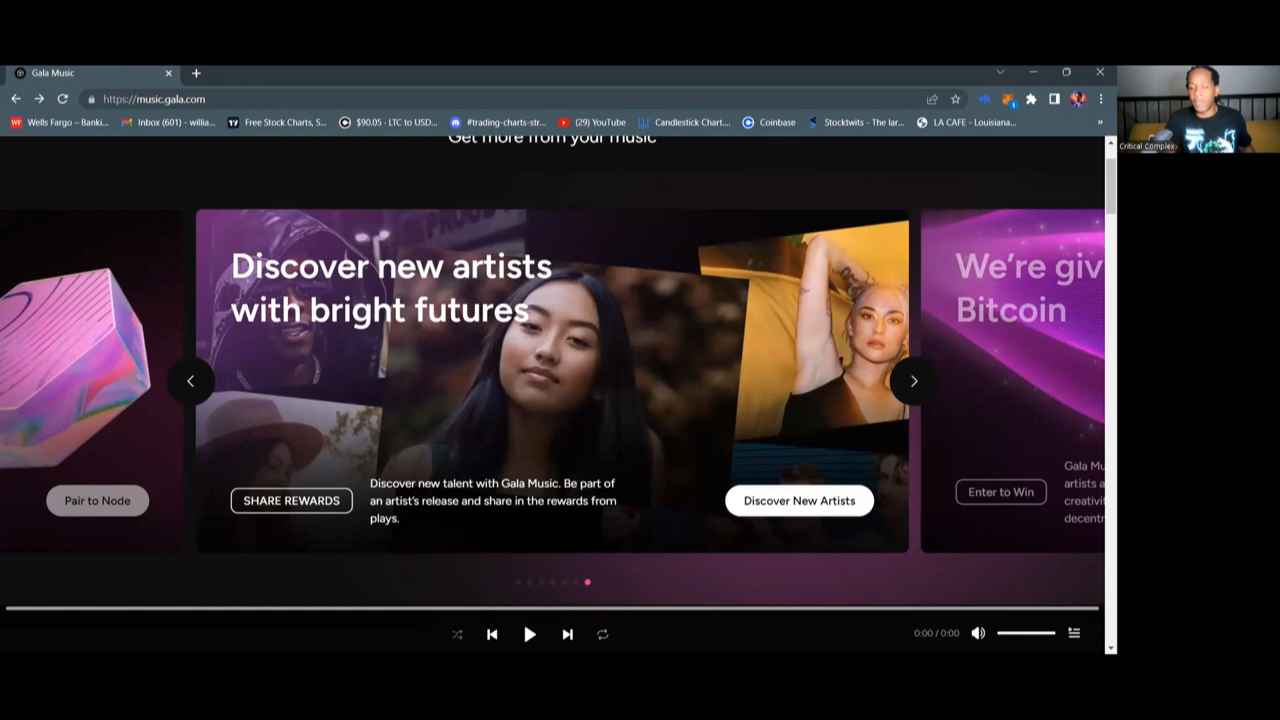 Gala Music
https://music.gala.com
Wells Fargo – Banki...
Inbox (601) - willia...
Free Stock Charts, S...
$90.05 - LTC to USD...
#trading-charts-str...
(29) YouTube
Candlestick Chart....
Coinbase
Stocktwits - The lar...
LA CAFE - Louisiana...
»
Critical Complex
Get more from your music
Discover new artists
with bright futures
We're giv
Bitcoin
Pair to Node
SHARE REWARDS
Discover new talent with Gala Music. Be part of
an artist's release and share in the rewards from
plays.
Discover New Artists
Enter to Win
Gala Mu
artists a
creativi
decentr
0:00 / 0:00